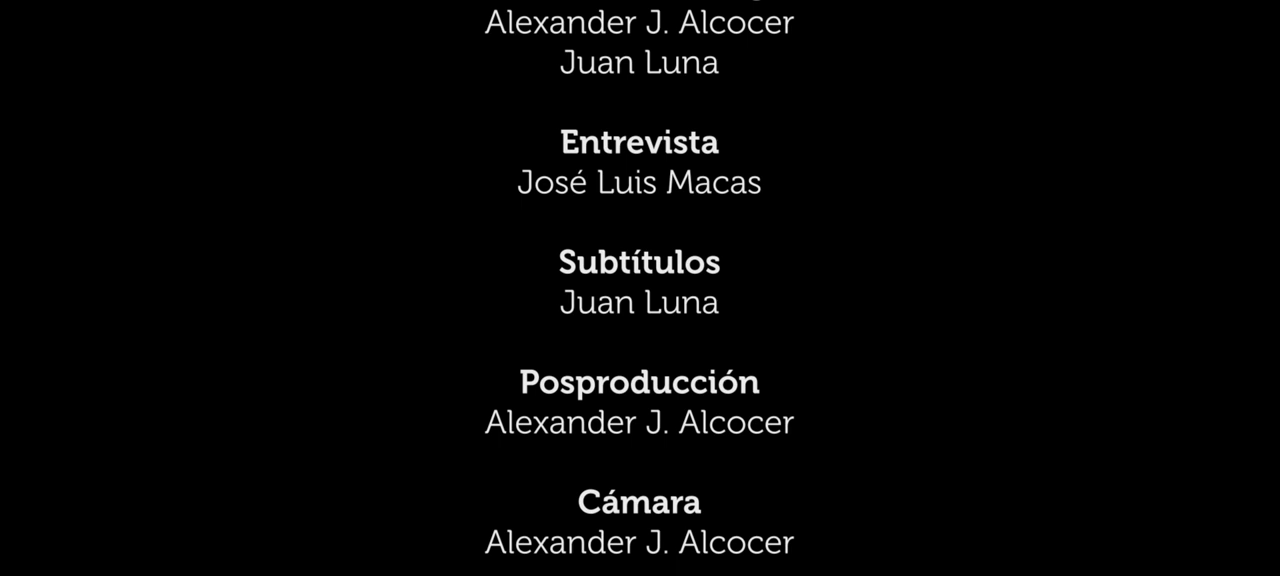 Alexander J. Alcocer
Juan Luna
Entrevista
José Luis Macas
Subtítulos
Juan Luna
Posproducción
Alexander J. Alcocer
Cámara
Alexander J. Alcocer